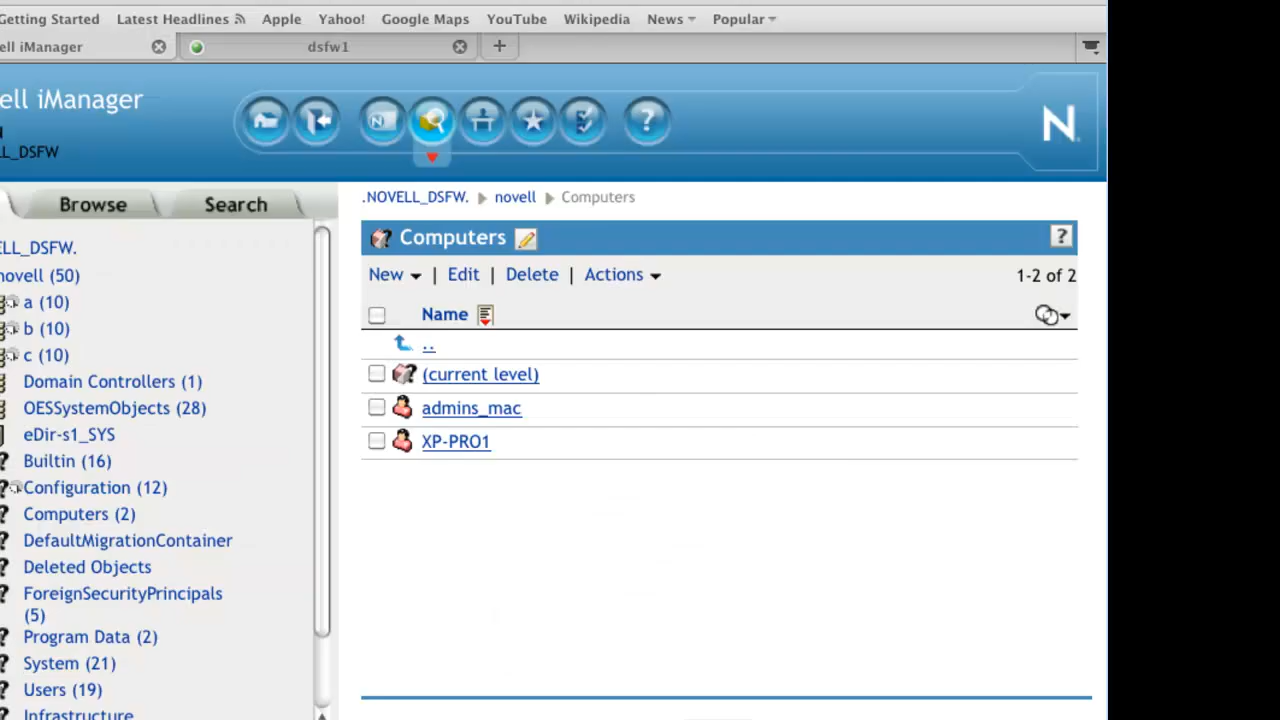 Getting Started Latest Headlines Apple Yahoo! Google Maps YouTube Wikipedia News Popular
ell iManager dsfw1 +
ell iManager
N
LL_DSFW
N
?
Browse Search
.NOVELL_DSFW. novell Computers
Computers ?
New | Edit | Delete | Actions 1-2 of 2
Name
..
(current level)
admins_mac
XP-PRO1
ELL_DSFW.
novell (50)
a (10)
b (10)
c (10)
Domain Controllers (1)
OESSystemObjects (28)
eDir-s1_SYS
Builtin (16)
Configuration (12)
Computers (2)
DefaultMigrationContainer
Deleted Objects
ForeignSecurityPrincipals
(5)
Program Data (2)
System (21)
Users (19)
Infrastructure